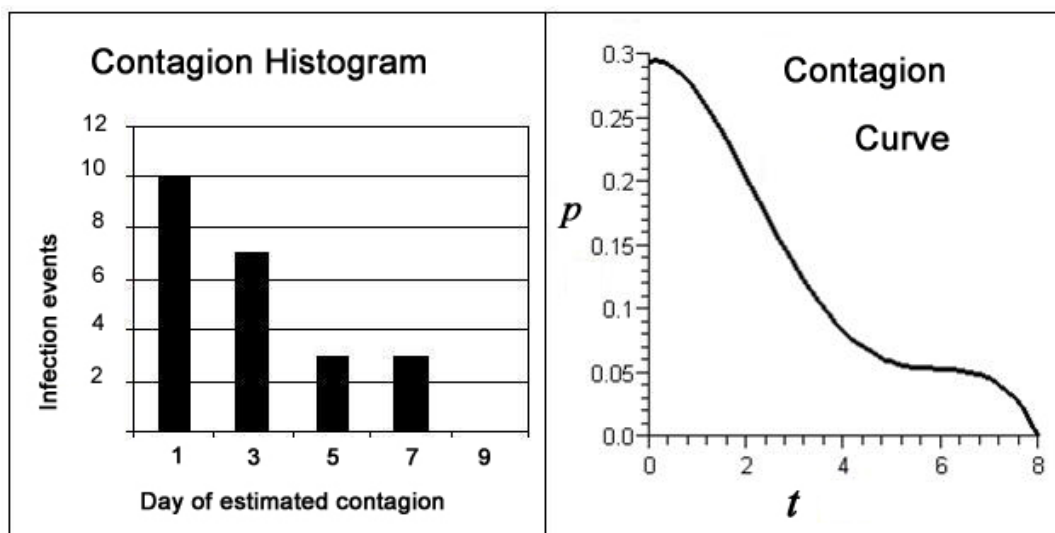 Contagion Histogram
12
10
8
6
4
2
Infection events
1 3 5 7 9
Day of estimated contagion
Contagion
Curve
0.3
0.25
0.2
p
0.15
0.1
0.05
0.0
0 2 4 6 8
t